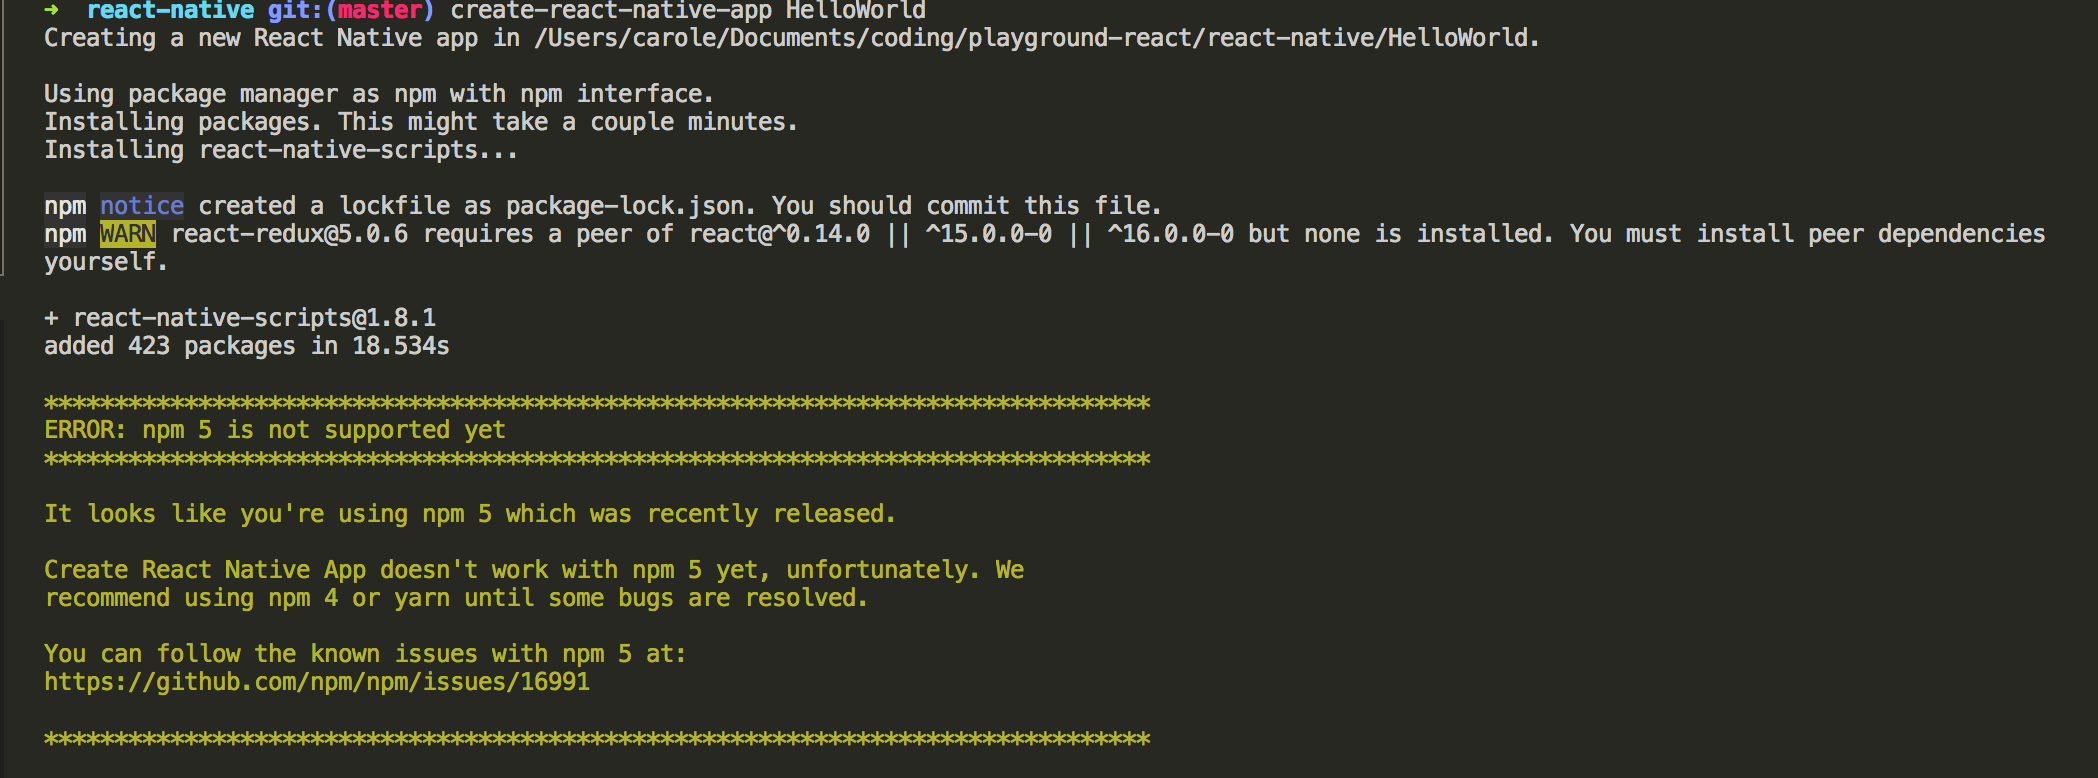 ➜  react-native git:(master) create-react-native-app HelloWorld
Creating a new React Native app in /Users/carole/Documents/coding/playground-react/react-native/HelloWorld.
Using package manager as npm with npm interface.
Installing packages. This might take a couple minutes.
Installing react-native-scripts...
npm notice created a lockfile as package-lock.json. You should commit this file.
npm WARN react-redux@5.0.6 requires a peer of react@^0.14.0 || ^15.0.0-0 || ^16.0.0-0 but none is installed. You must install peer dependencies
yourself.
+ react-native-scripts@1.8.1
added 423 packages in 18.534s
*******************************************************************************
ERROR: npm 5 is not supported yet
*******************************************************************************
It looks like you're using npm 5 which was recently released.
Create React Native App doesn't work with npm 5 yet, unfortunately. We
recommend using npm 4 or yarn until some bugs are resolved.
You can follow the known issues with npm 5 at:
https://github.com/npm/npm/issues/16991
*******************************************************************************